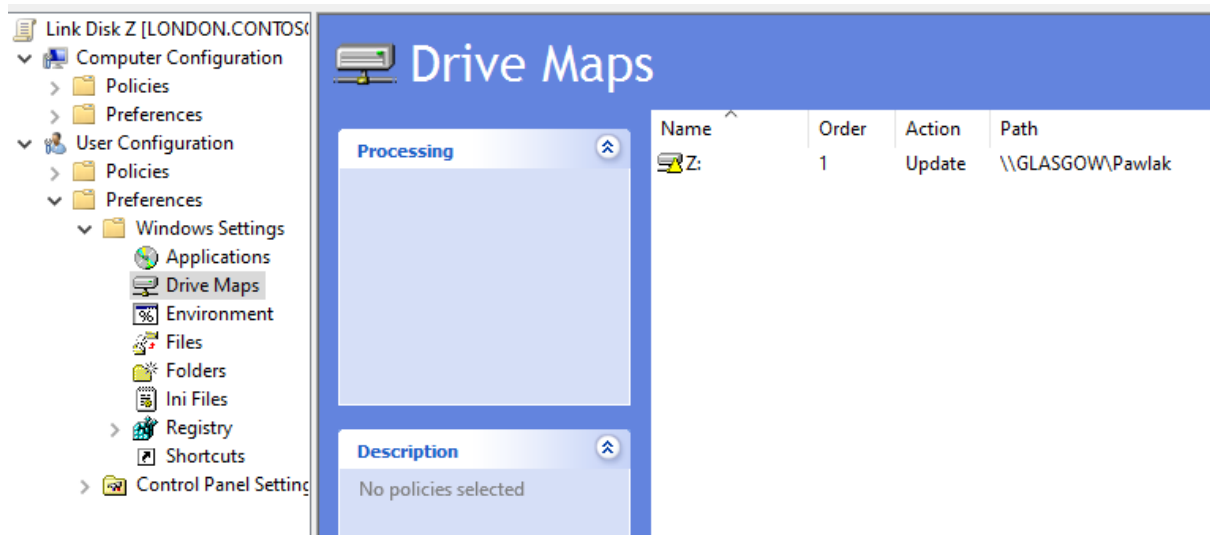 Link Disk Z [LONDON.CONTOS(
Computer Configuration
Policies
Preferences
User Configuration
Policies
Preferences
Windows Settings
Applications
Drive Maps
Environment
Files
Folders
Ini Files
Registry
Shortcuts
Control Panel Setting
Drive Maps
Processing
Description
No policies selected
Name Order Action Path
Z: 1 Update \\GLASGOW\Pawlak